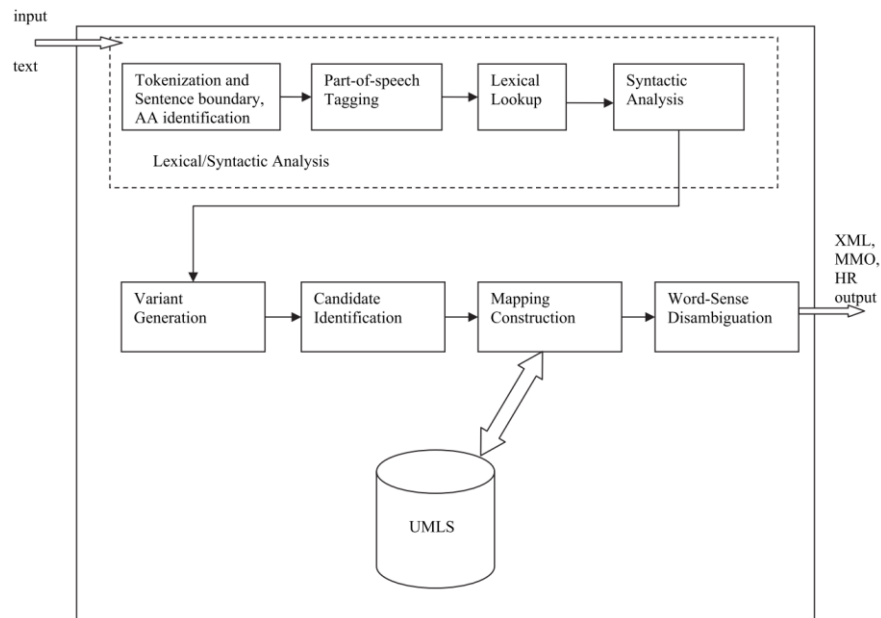 input
text
Tokenization and
Sentence boundary,
AA identification
Part-of-speech
Tagging
Lexical
Lookup
Syntactic
Analysis
Lexical/Syntactic Analysis
Variant
Generation
Candidate
Identification
Mapping
Construction
Word-Sense
Disambiguation
XML,
MMO,
HR
output
UMLS